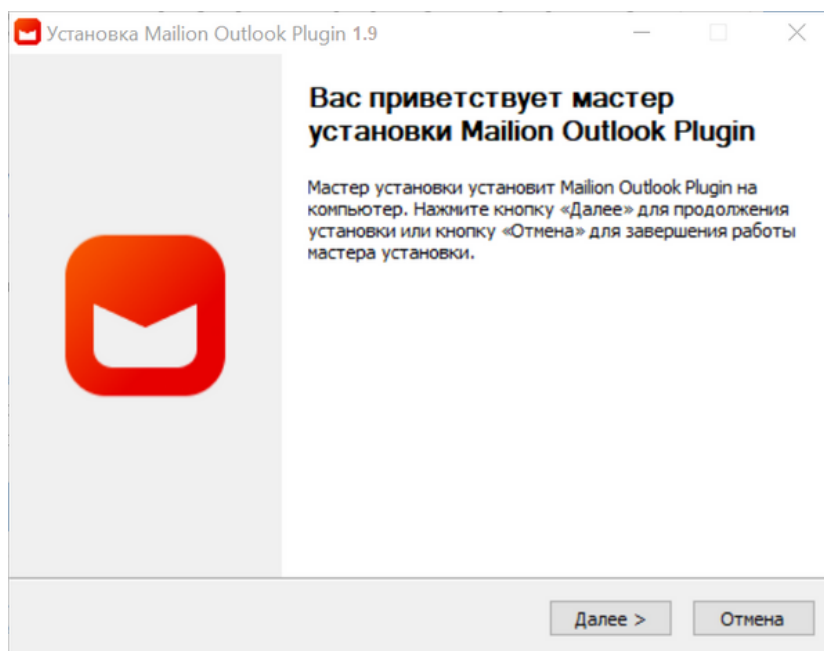 Установка Mailion Outlook Plugin 1.9
Вас приветствует мастер
установки Mailion Outlook Plugin
Мастер установки установит Mailion Outlook Plugin на
компьютер. Нажмите кнопку «Далее» для продолжения
установки или кнопку «Отмена» для завершения работы
мастера установки.
Далее >
Отмена